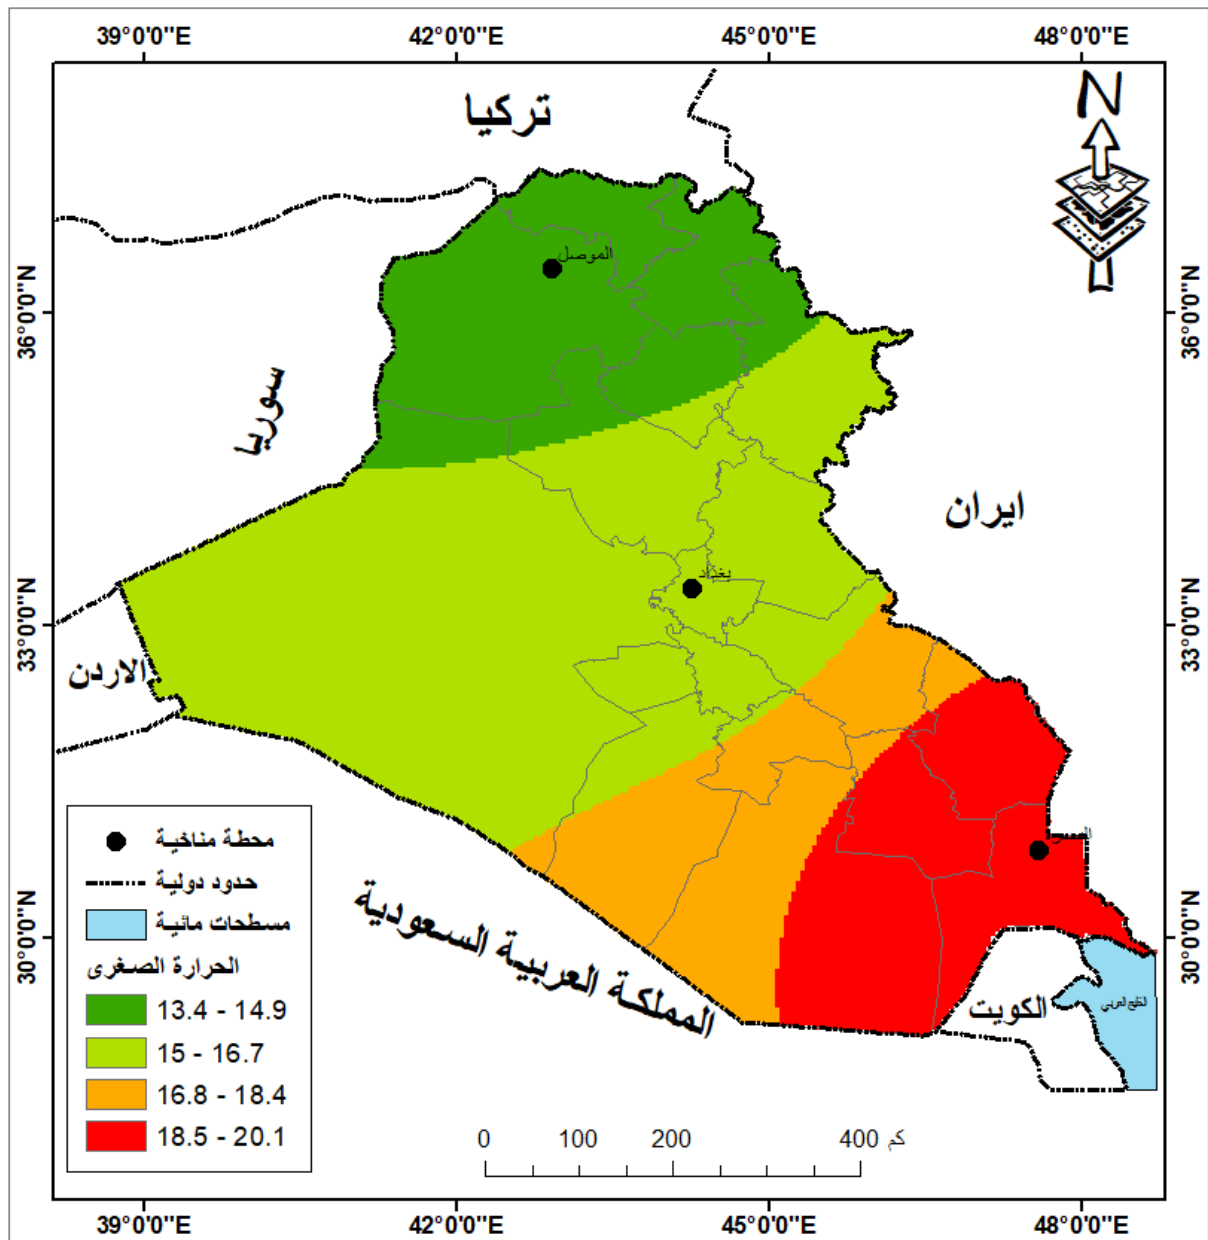 39°0'0"E 42°0'0"E 45°0'0"E 48°0'0"E
تركيا
N
الموصل
36°0'0"N 36°0'0"N
سوريا
ايران
بغداد
33°0'0"N 33°0'0"N
الاردن
30°0'0"N 30°0'0"N
المملكة العربية السعودية
الكويت
الخليج العربي
محطة مناخية
حدود دولية
مسطحات مائية
الحرارة الصغرى
13.4 - 14.9
15 - 16.7
16.8 - 18.4
18.5 - 20.1
0 100 200 400 كم
39°0'0"E 42°0'0"E 45°0'0"E 48°0'0"E